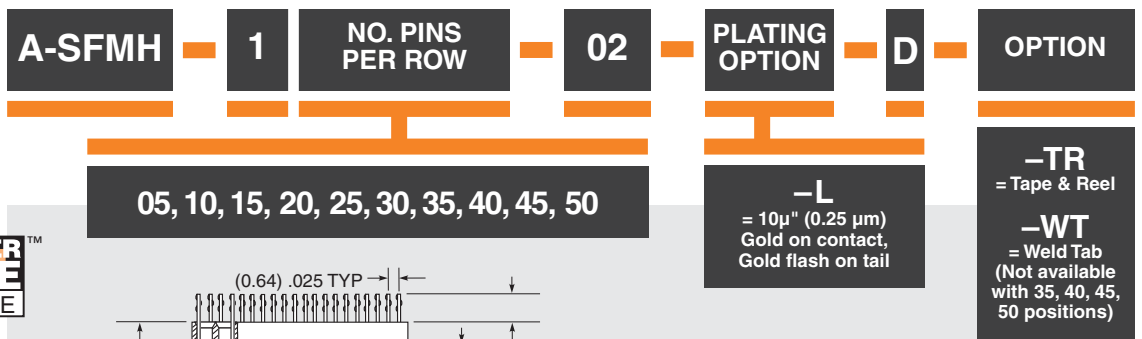 A-SFMH
1
NO. PINS
PER ROW
02
PLATING
OPTION
D
OPTION
05, 10, 15, 20, 25, 30, 35, 40, 45, 50
–L
= 10µ" (0.25 µm)
Gold on contact,
Gold flash on tail
–TR
= Tape & Reel
–WT
= Weld Tab
(Not available
with 35, 40, 45,
50 positions)
(0.64) .025 TYP